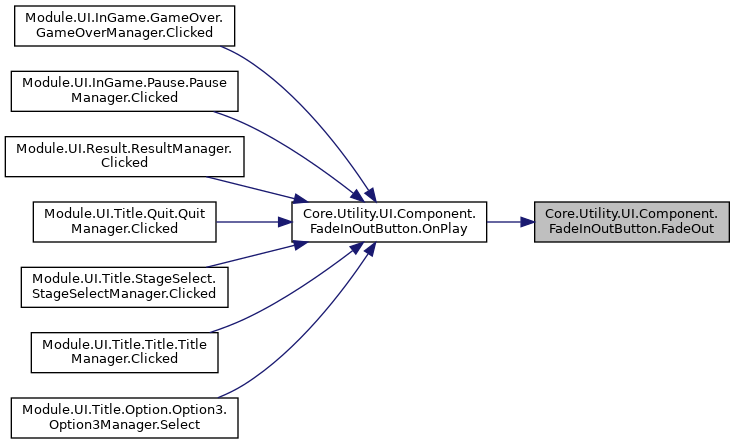 Module.UI.InGame.GameOver.
GameOverManager.Clicked
Module.UI.InGame.Pause.Pause
Manager.Clicked
Module.UI.Result.ResultManager.
Clicked
Module.UI.Title.Quit.Quit
Manager.Clicked
Module.UI.Title.StageSelect.
StageSelectManager.Clicked
Module.UI.Title.Title.Title
Manager.Clicked
Module.UI.Title.Option.Option3.
Option3Manager.Select
Core.Utility.UI.Component.
FadeInOutButton.OnPlay
Core.Utility.UI.Component.
FadeInOutButton.FadeOut